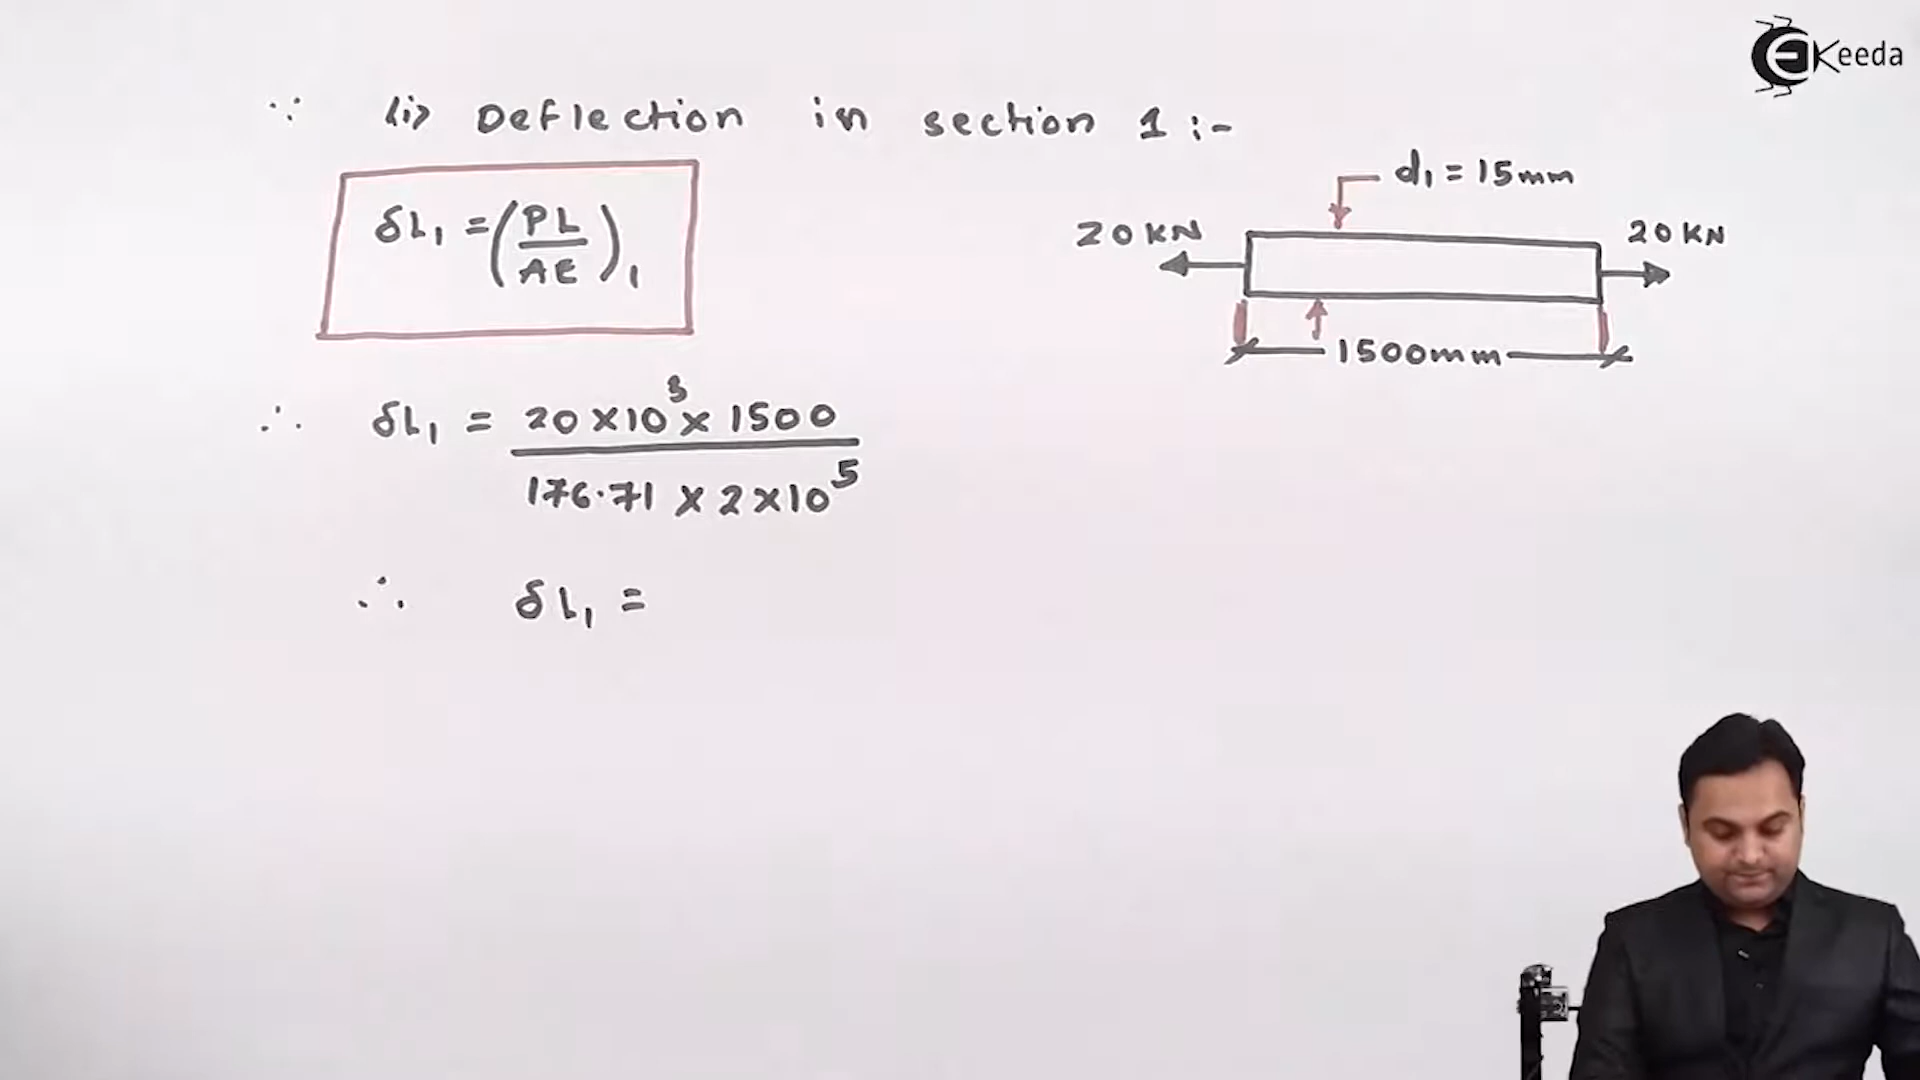 EKeeda
∵ (i) Deflection in section 1 :-
δL₁ = (PL/AE)₁
d₁ = 15mm
20 KN
20 KN
1500mm
∴ δL₁ = 20 × 10³ × 1500
176.71 × 2 × 10⁵
∴ δL₁ =